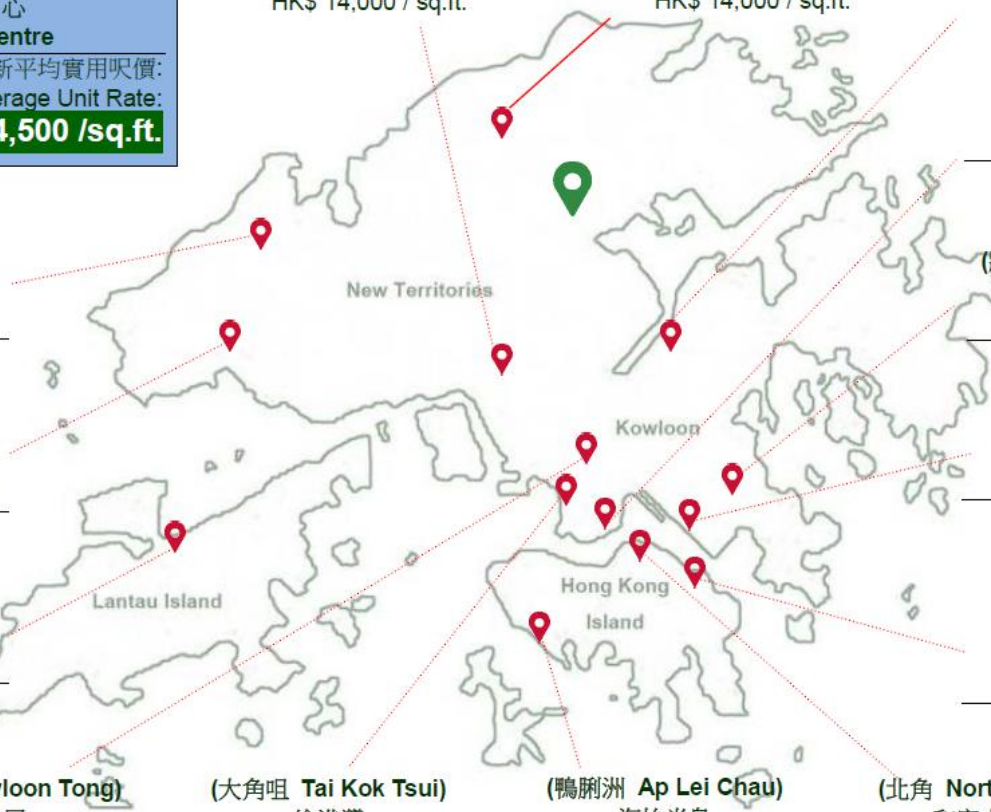 心
entre
HK$ 14,000 / sq.ft.
HK$ 14,000 / sq.ft.
新平均實用呎價:
erage Unit Rate:
4,500 /sq.ft.
New Territories
Kowloon
Hong Kong
Island
Lantau Island
loon Tong)
(大角咀 Tai Kok Tsui)
(鴨脷洲 Ap Lei Chau)
(北角 Nort